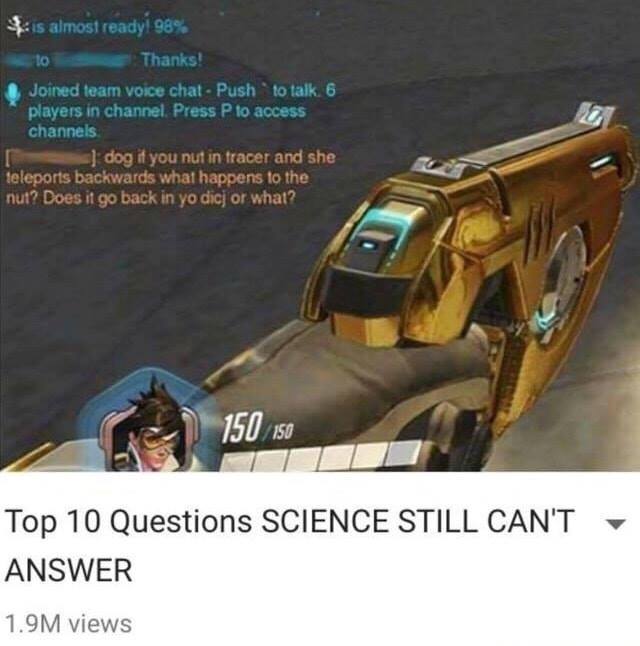 is almost ready! 98%
to : Thanks!
Joined team voice chat - Push ` to talk. 6
players in channel. Press P to access
channels.
[ ]: dog if you nut in tracer and she
teleports backwards what happens to the
nut? Does it go back in yo dicj or what?
150/150
Top 10 Questions SCIENCE STILL CAN'T
ANSWER
1.9M views